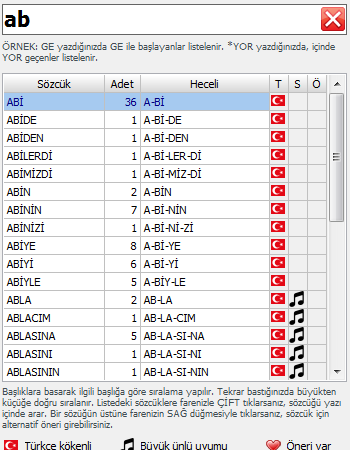 ab
ÖRNEK: GE yazdığınızda GE ile başlayanlar listelenir. *YOR yazdığınızda, içinde
YOR geçenler listelenir.
Sözcük Adet Heceli T S Ö
ABİ 36 A-Bİ
ABİDE 1 A-Bİ-DE
ABİDEN 1 A-Bİ-DEN
ABİLERDİ 1 A-Bİ-LER-Dİ
ABİMİZDİ 1 A-Bİ-MİZ-Dİ
ABİN 2 A-BİN
ABİNİN 7 A-Bİ-NİN
ABİNİZİ 1 A-Bİ-Nİ-Zİ
ABİYE 8 A-Bİ-YE
ABİYİ 6 A-Bİ-Yİ
ABİYLE 5 A-BİY-LE
ABLA 2 AB-LA
ABLACIM 1 AB-LA-CIM
ABLASINA 5 AB-LA-SI-NA
ABLASINI 1 AB-LA-SI-NI
ABLASININ 1 AB-LA-SI-NIN
Başlıklara basarak ilgili başlığa göre sıralama yapılır. Tekrar bastığınızda büyükten
küçüğe doğru sıralanır. Listedeki sözcüklere farenizle ÇİFT tıklarsanız, sözcüğü yazı
içinde arar. Bir sözüğün üstüne farenizin SAĞ düğmesiyle tıklarsanız, sözcük için
alternatif öneri girebilirsiniz.
Türkçe kökenli Büyük ünlü uyumu Öneri var